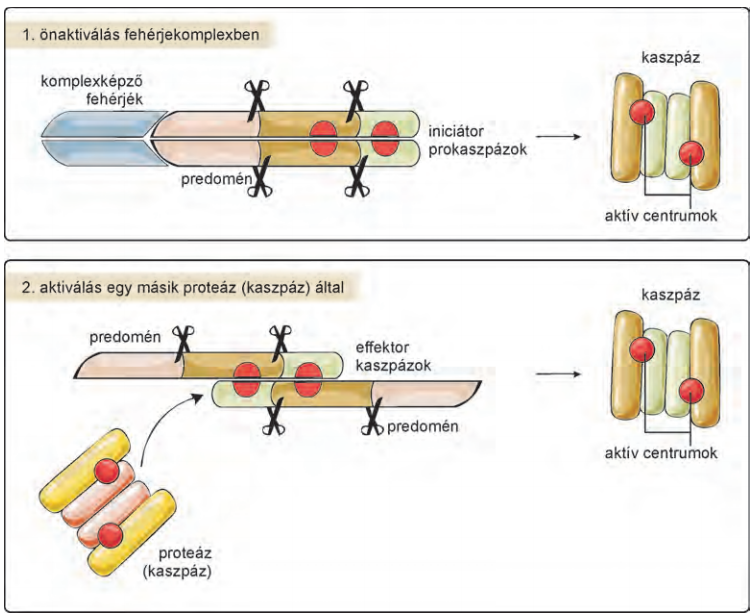 1. önaktiválás fehérjekomplexben
komplexképző
fehérjék
predomén
iniciátor
prokaszpázok
kaszpáz
aktív centrumok
2. aktiválás egy másik proteáz (kaszpáz) által
predomén
effektor
kaszpázok
predomén
proteáz
(kaszpáz)
kaszpáz
aktív centrumok